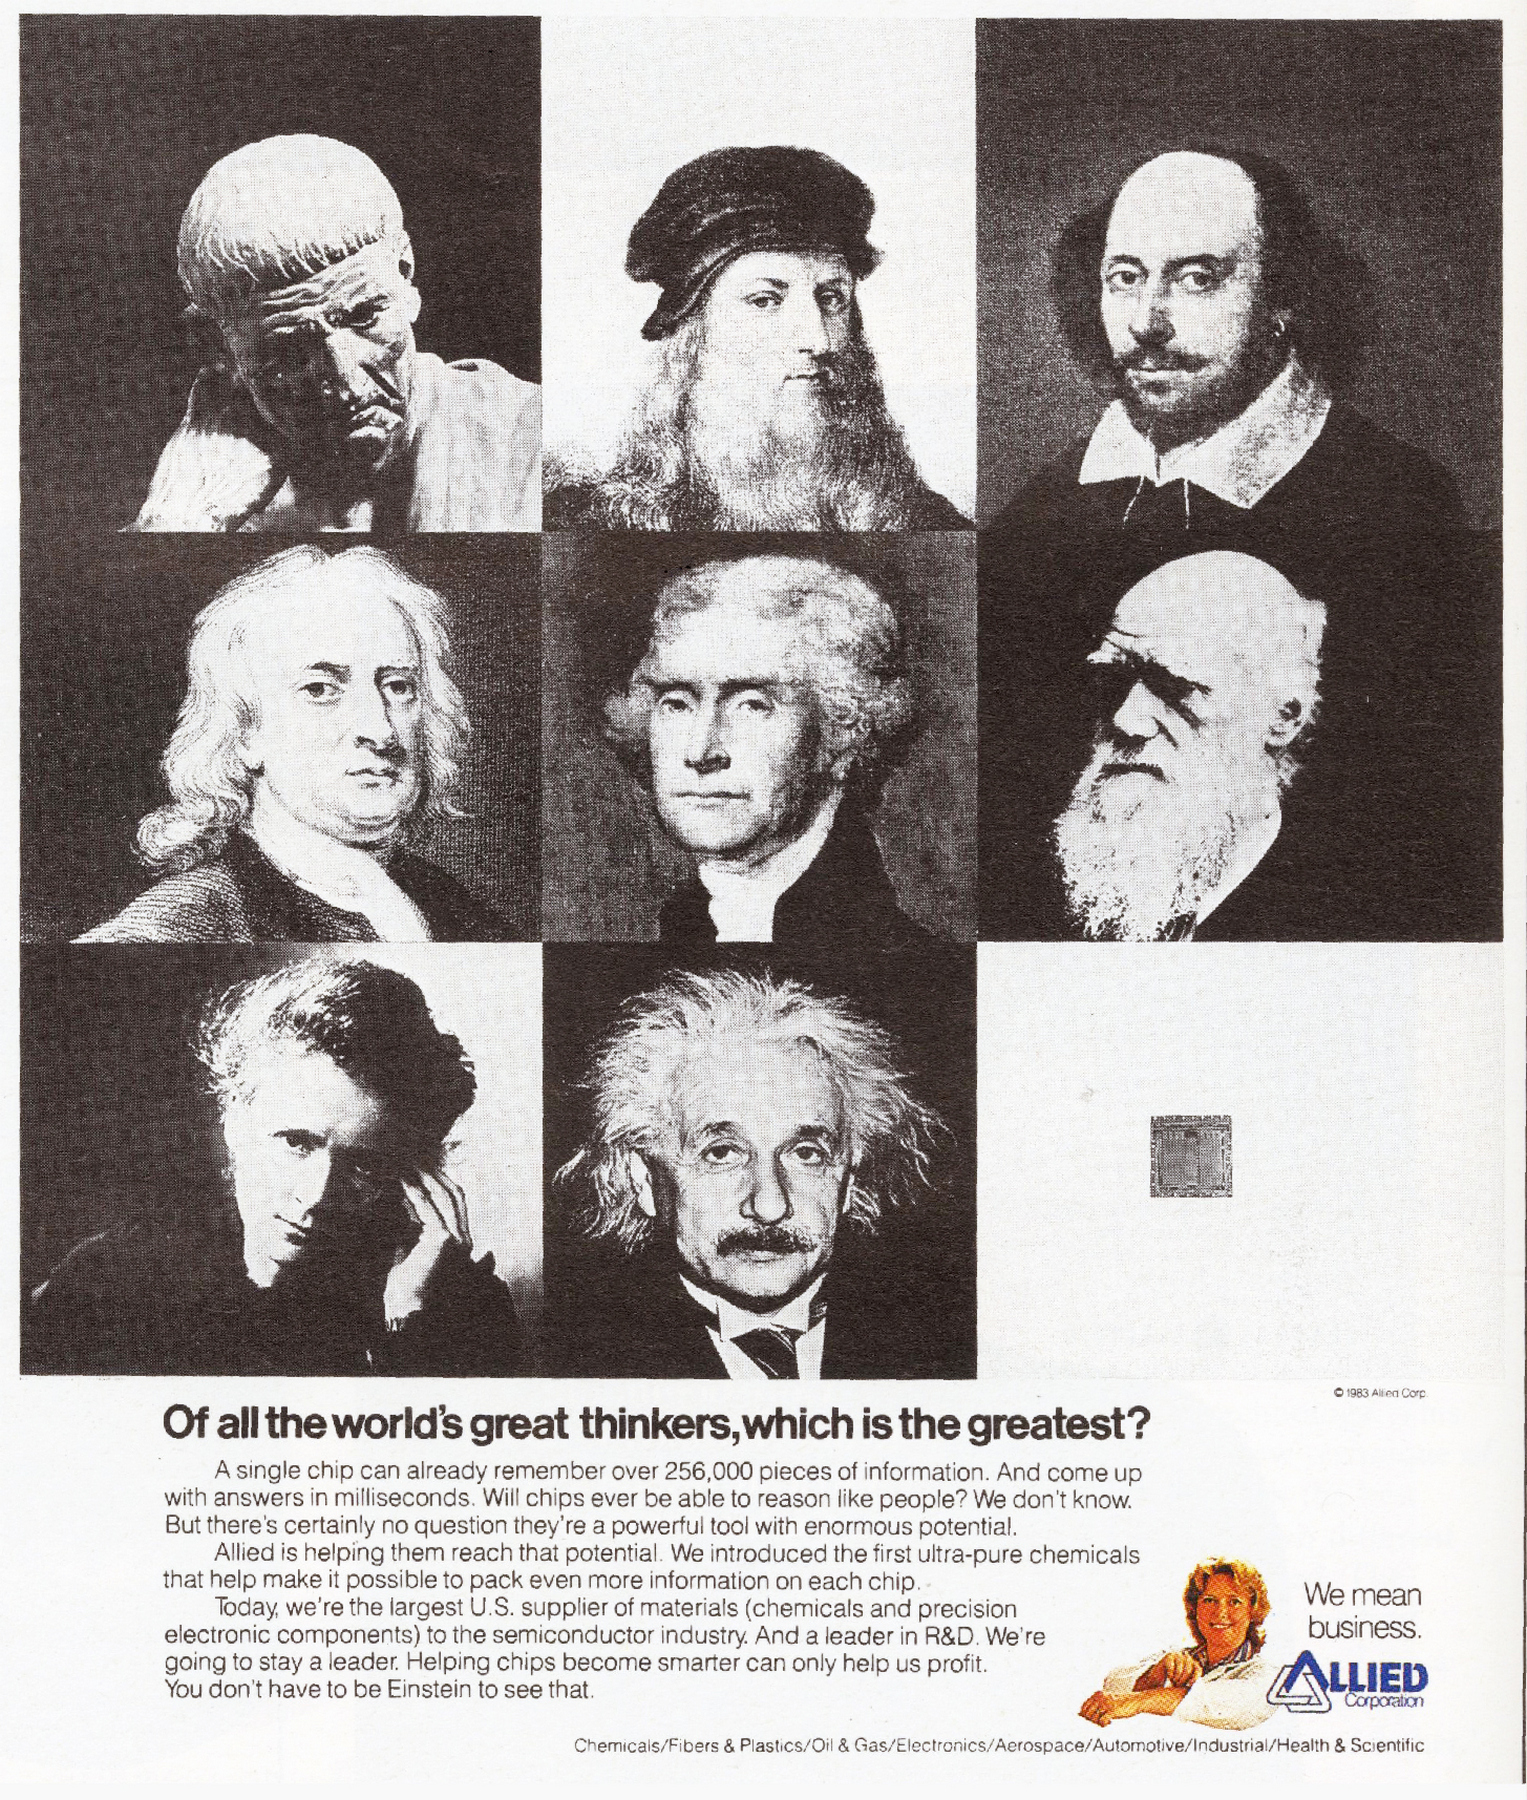 © 1983 Allied Corp
Of all the world's great thinkers, which is the greatest?
A single chip can already remember over 256,000 pieces of information. And come up
with answers in milliseconds. Will chips ever be able to reason like people? We don't know.
But there's certainly no question they're a powerful tool with enormous potential.
Allied is helping them reach that potential. We introduced the first ultra-pure chemicals
that help make it possible to pack even more information on each chip.
Today, we're the largest U.S. supplier of materials (chemicals and precision
electronic components) to the semiconductor industry. And a leader in R&D. We're
going to stay a leader. Helping chips become smarter can only help us profit.
You don't have to be Einstein to see that.
We mean
business.
ALLIED
Corporation
Chemicals/Fibers & Plastics/Oil & Gas/Electronics/Aerospace/Automotive/Industrial/Health & Scientific